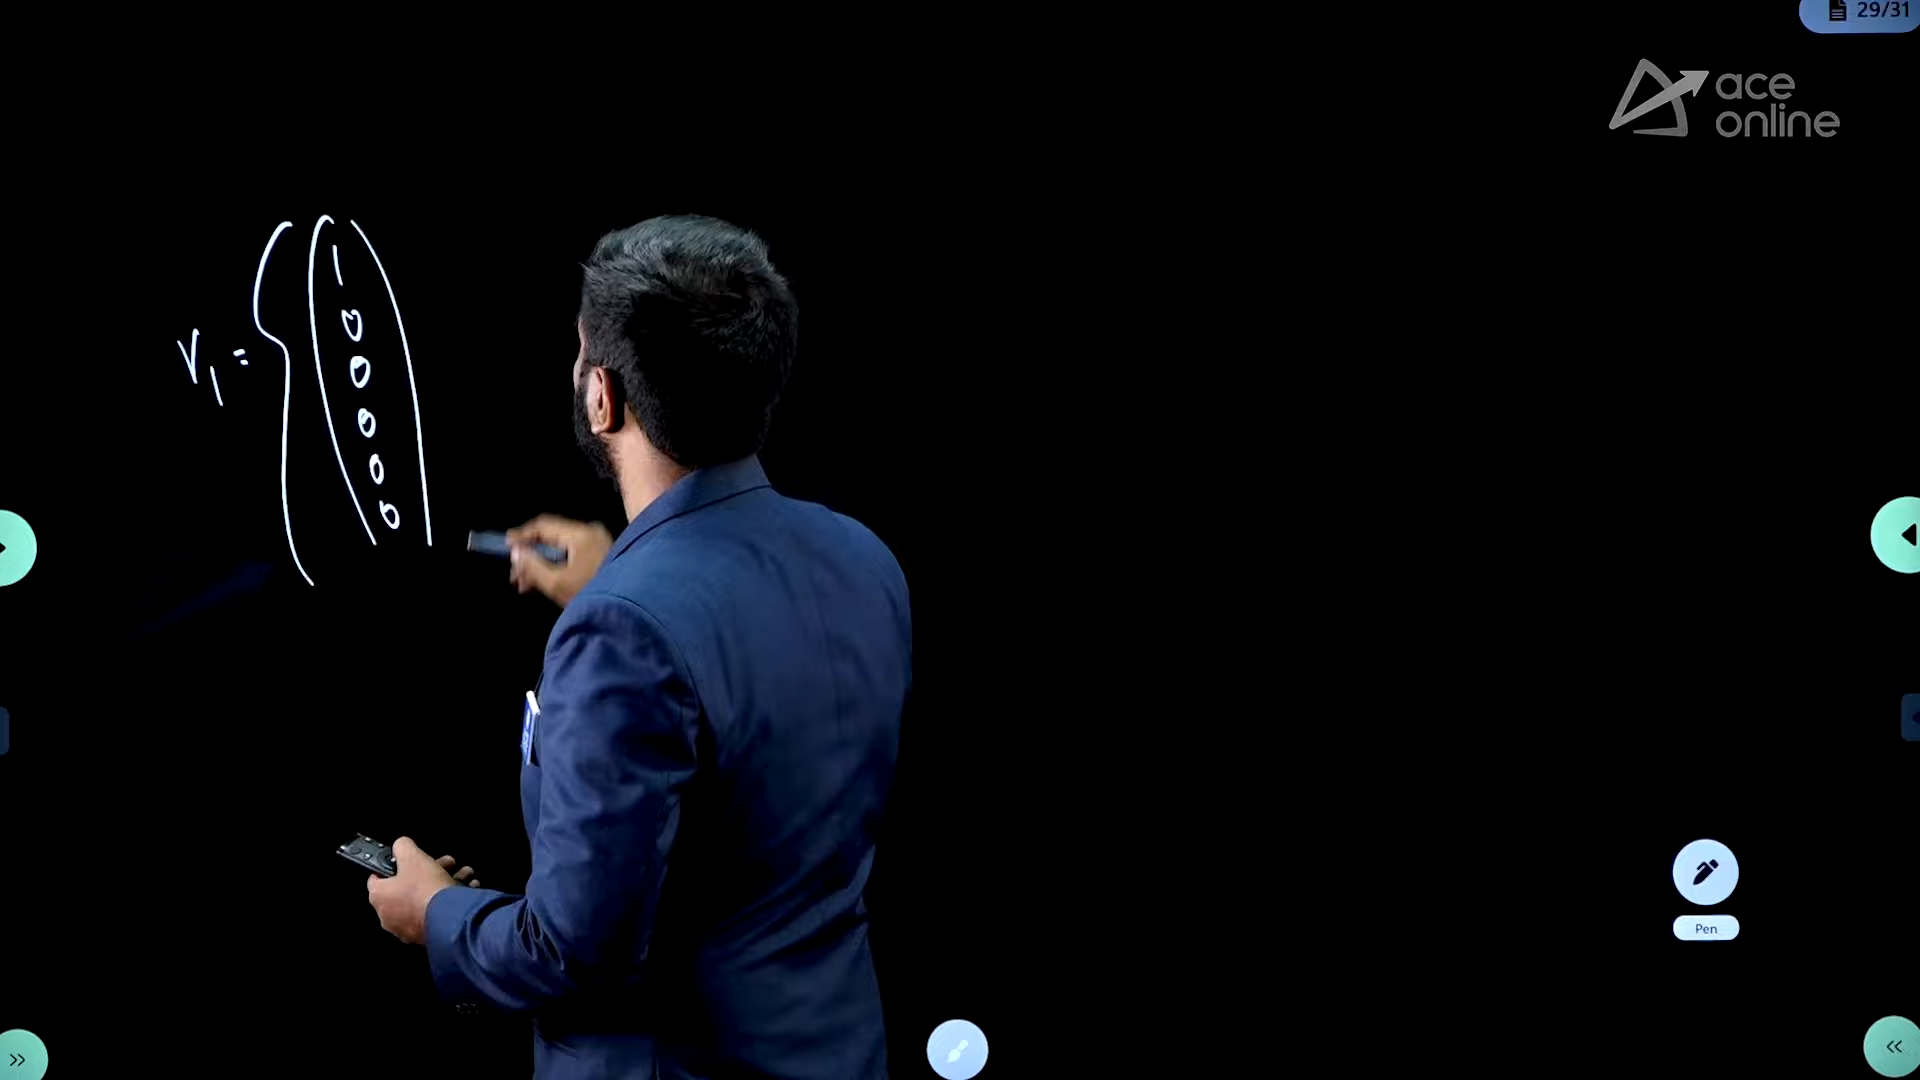 29/31
ace
online
V₁ = { ( 1
0
0
0
0
0 )
Pen